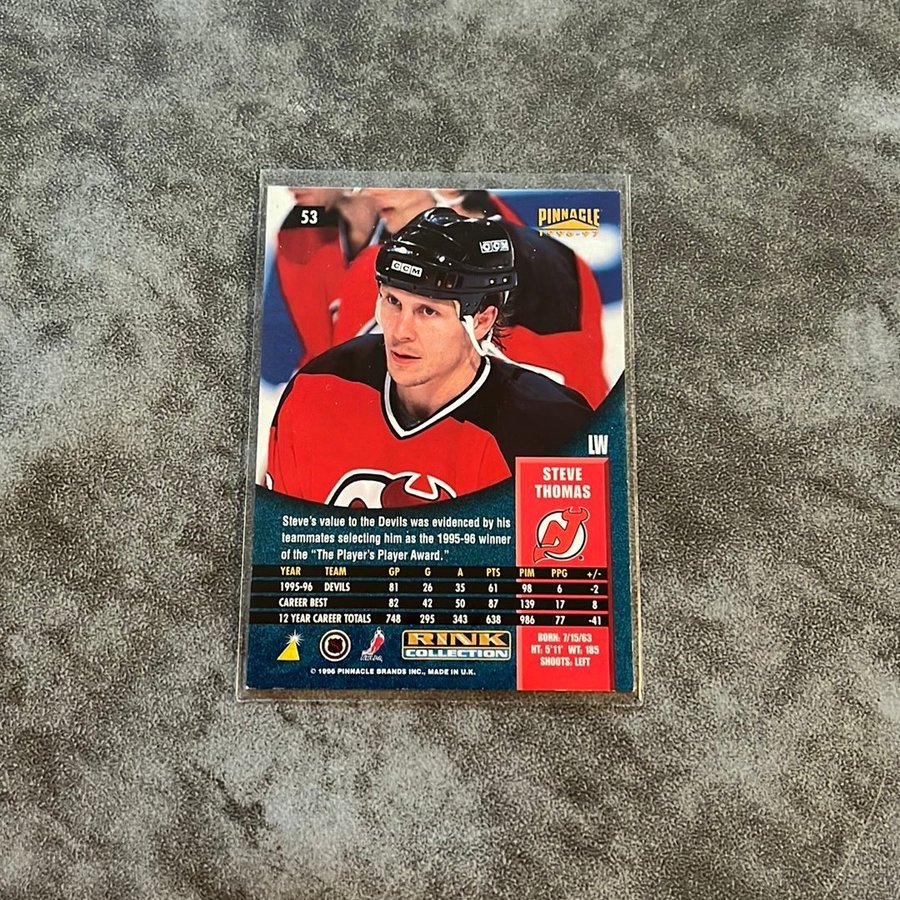 53
PINNACLE
1996-97
CCM
CCM
LW
STEVE
THOMAS
Steve's value to the Devils was evidenced by his
teammates selecting him as the 1995-96 winner
of the "The Player's Player Award."
YEAR TEAM GP G A PTS PIM PPG +/-
1995-96 DEVILS 81 26 35 61 98 6 -2
CAREER BEST 82 42 50 87 139 17 8
12 YEAR CAREER TOTALS 748 295 343 638 986 77 -41
RINK
COLLECTION
BORN: 7/15/63
HT: 5'11' WT: 185
SHOOTS: LEFT
© 1996 PINNACLE BRANDS INC., MADE IN U.K.